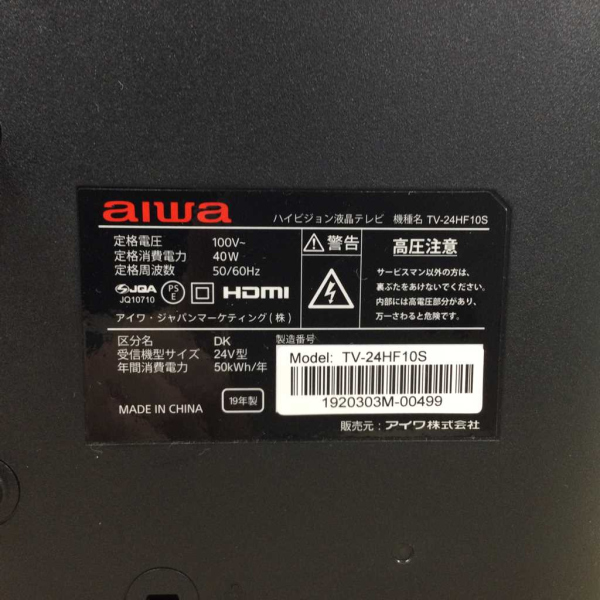 aiwa
ハイビジョン液晶テレビ 機種名 TV-24HF10S
定格電圧 100V~
定格消費電力 40W
定格周波数 50/60Hz
JQA
JQ10710
PS
E
HDMI
アイワ・ジャパンマーケティング(株)
警告
高圧注意
サービスマン以外の方は、
裏ぶたをあけないでください。
内部には高電圧部分があり、
万一さわると危険です。
区分名 DK
受信機型サイズ 24V型
年間消費電力 50kWh/年
MADE IN CHINA
19年製
製造番号
Model: TV-24HF10S
1920303M-00499
販売元:アイワ株式会社